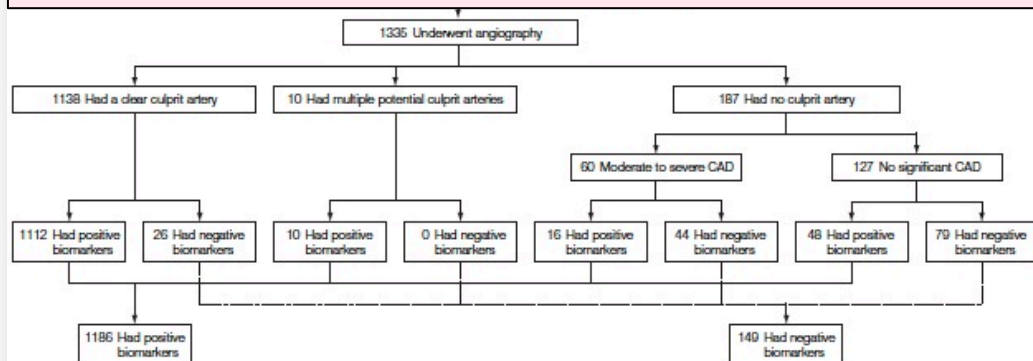 1335 Underwent angiography
1138 Had a clear culprit artery
10 Had multiple potential culprit arteries
187 Had no culprit artery
60 Moderate to severe CAD
127 No significant CAD
1112 Had positive
biomarkers
26 Had negative
biomarkers
10 Had positive
biomarkers
0 Had negative
biomarkers
16 Had positive
biomarkers
44 Had negative
biomarkers
48 Had positive
biomarkers
79 Had negative
biomarkers
1186 Had positive
biomarkers
149 Had negative
biomarkers